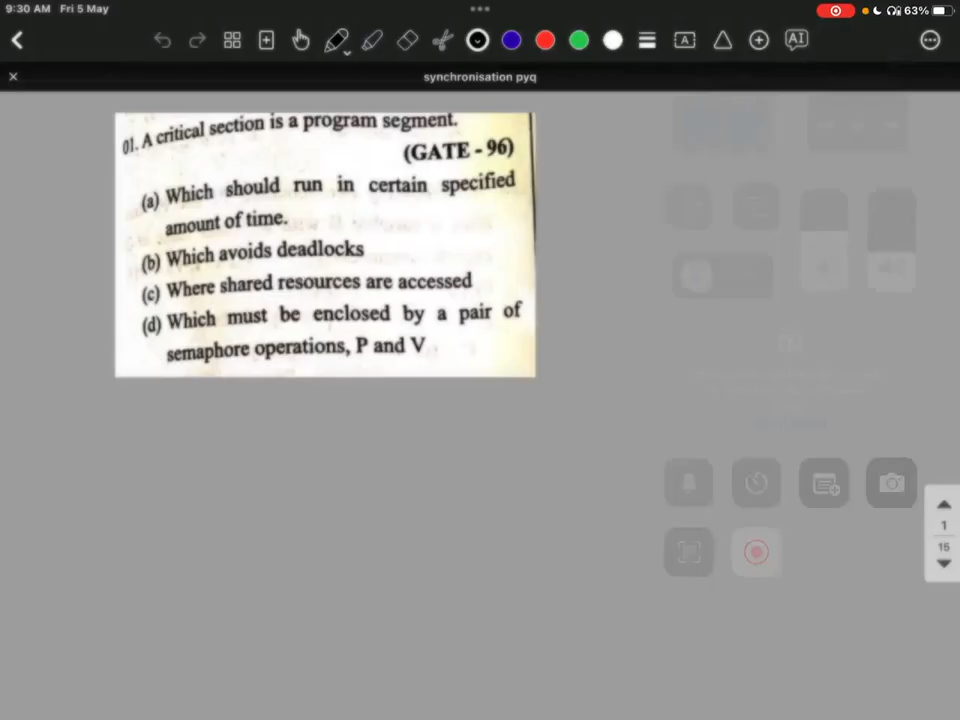 9:30 AM Fri 5 May
63%
A
AI
synchronisation pyq
01. A critical section is a program segment.
(GATE - 96)
(a) Which should run in certain specified
amount of time.
(b) Which avoids deadlocks
(c) Where shared resources are accessed
(d) Which must be enclosed by a pair of
semaphore operations, P and V
1
15